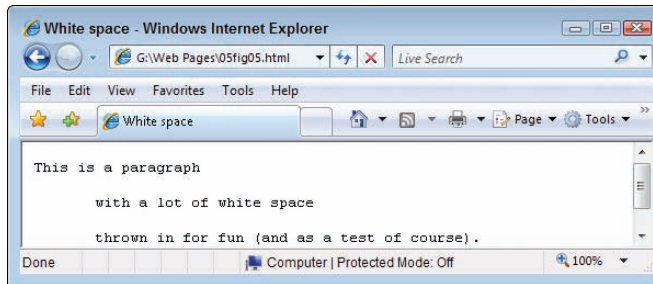 White space - Windows Internet Explorer
G:\Web Pages\05fig05.html Live Search
File Edit View Favorites Tools Help
White space Page Tools »
This is a paragraph
with a lot of white space
thrown in for fun (and as a test of course).
Done Computer | Protected Mode: Off 100%